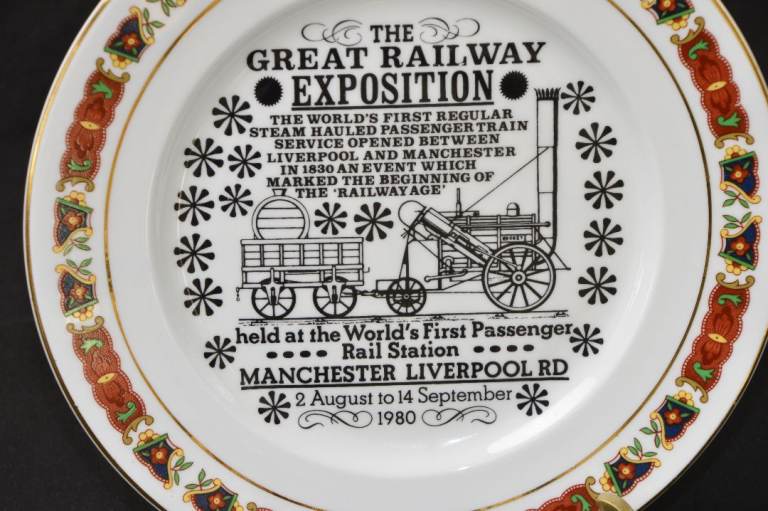 THE
GREAT RAILWAY
EXPOSITION
THE WORLD'S FIRST REGULAR
STEAM HAULED PASSENGER TRAIN
SERVICE OPENED BETWEEN
LIVERPOOL AND MANCHESTER
IN 1830 AN EVENT WHICH
MARKED THE BEGINNING OF
THE 'RAILWAY AGE'
ROCKET
held at the World's First Passenger
Rail Station
MANCHESTER LIVERPOOL RD
2 August to 14 September
1980